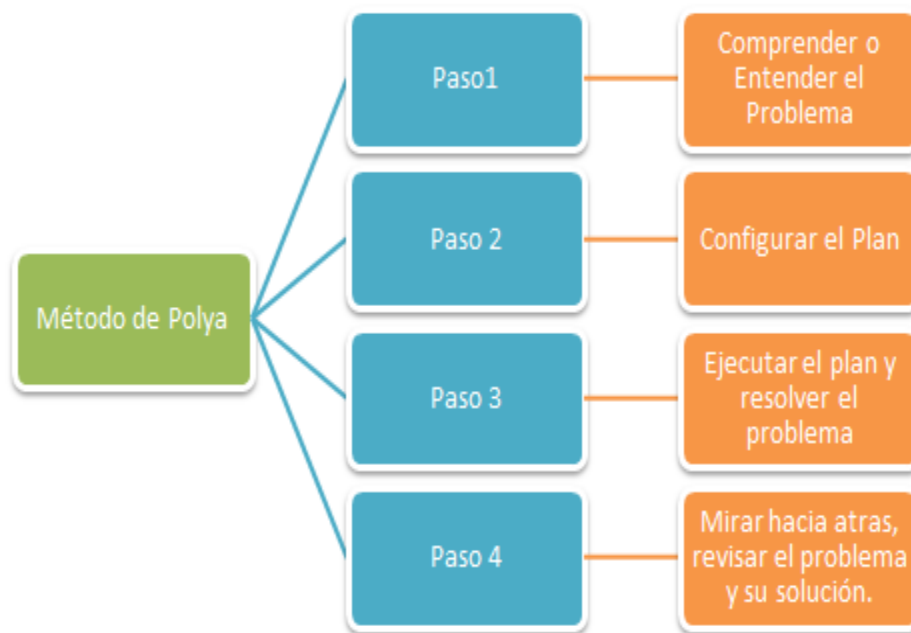 Método de Polya
Paso1
Comprender o
Entender el
Problema
Paso 2
Configurar el Plan
Paso 3
Ejecutar el plan y
resolver el
problema
Paso 4
Mirar hacia atras,
revisar el problema
y su solución.